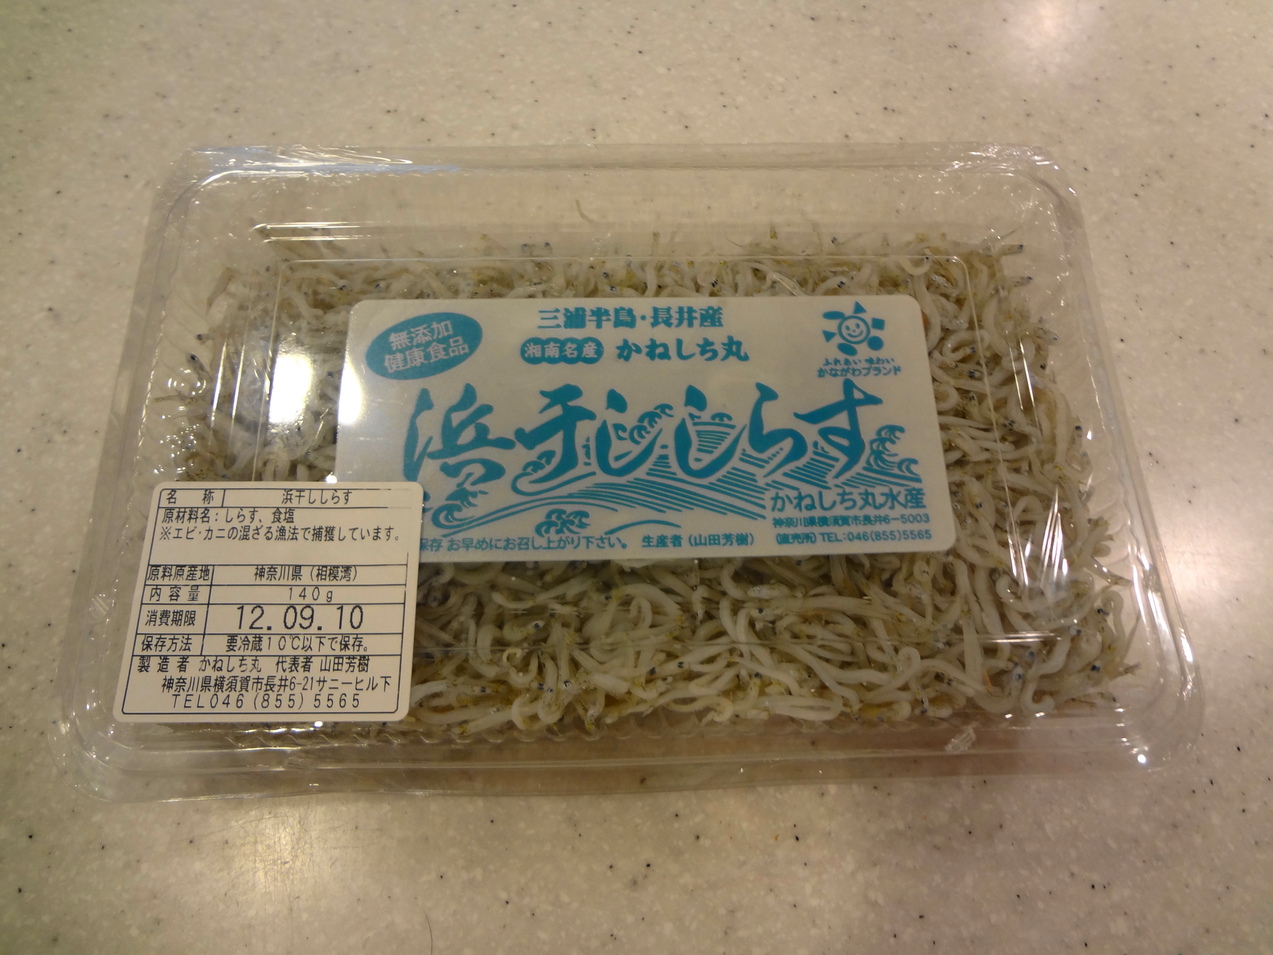 無添加
健康食品
三浦半島・長井産
湘南名産 かねしち丸
ふれあい 味わい
かながわブランド
浜干ししらす
かねしち丸水産
神奈川県横須賀市長井6-5003
(直売所) TEL:046(855)5565
保存 お早めにお召し上がり下さい。 生産者(山田芳樹)
名 称 浜干ししらす
原材料名:しらす、食塩
※エビ・カニの混ざる漁法で捕獲しています。
原料原産地 神奈川県(相模湾)
内容量 140g
消費期限 12.09.10
保存方法 要冷蔵10℃以下で保存。
製造者 かねしち丸 代表者 山田芳樹
神奈川県横須賀市長井6-21サニーヒル下
TEL046(855)5565